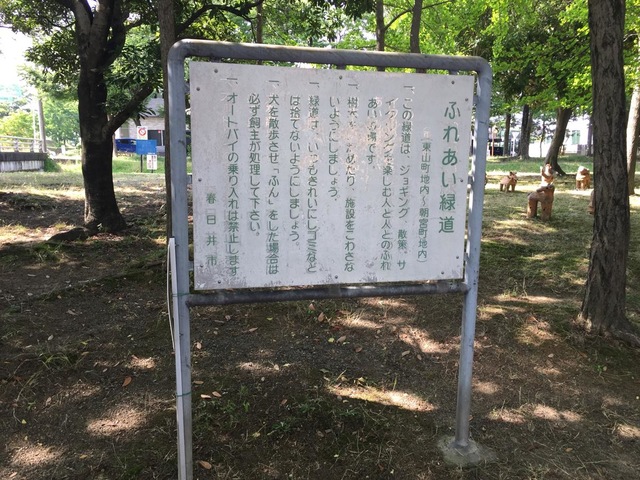 ふれあい緑道
東山町地内～朝宮町地内)
一、この緑道は、ジョギング、散策、サ
イクリングを楽しむ人と人とのふれ
あいの場です。
一、樹木をいためたり、施設をこわさな
いようにしましょう。
一、緑道は、いつもきれいにしゴミなど
は捨てないようにしましょう。
一、犬を散歩させ「ふん」をした場合は
必ず飼主が処理して下さい。
一、オートバイの乗り入れは禁止します
春日井市